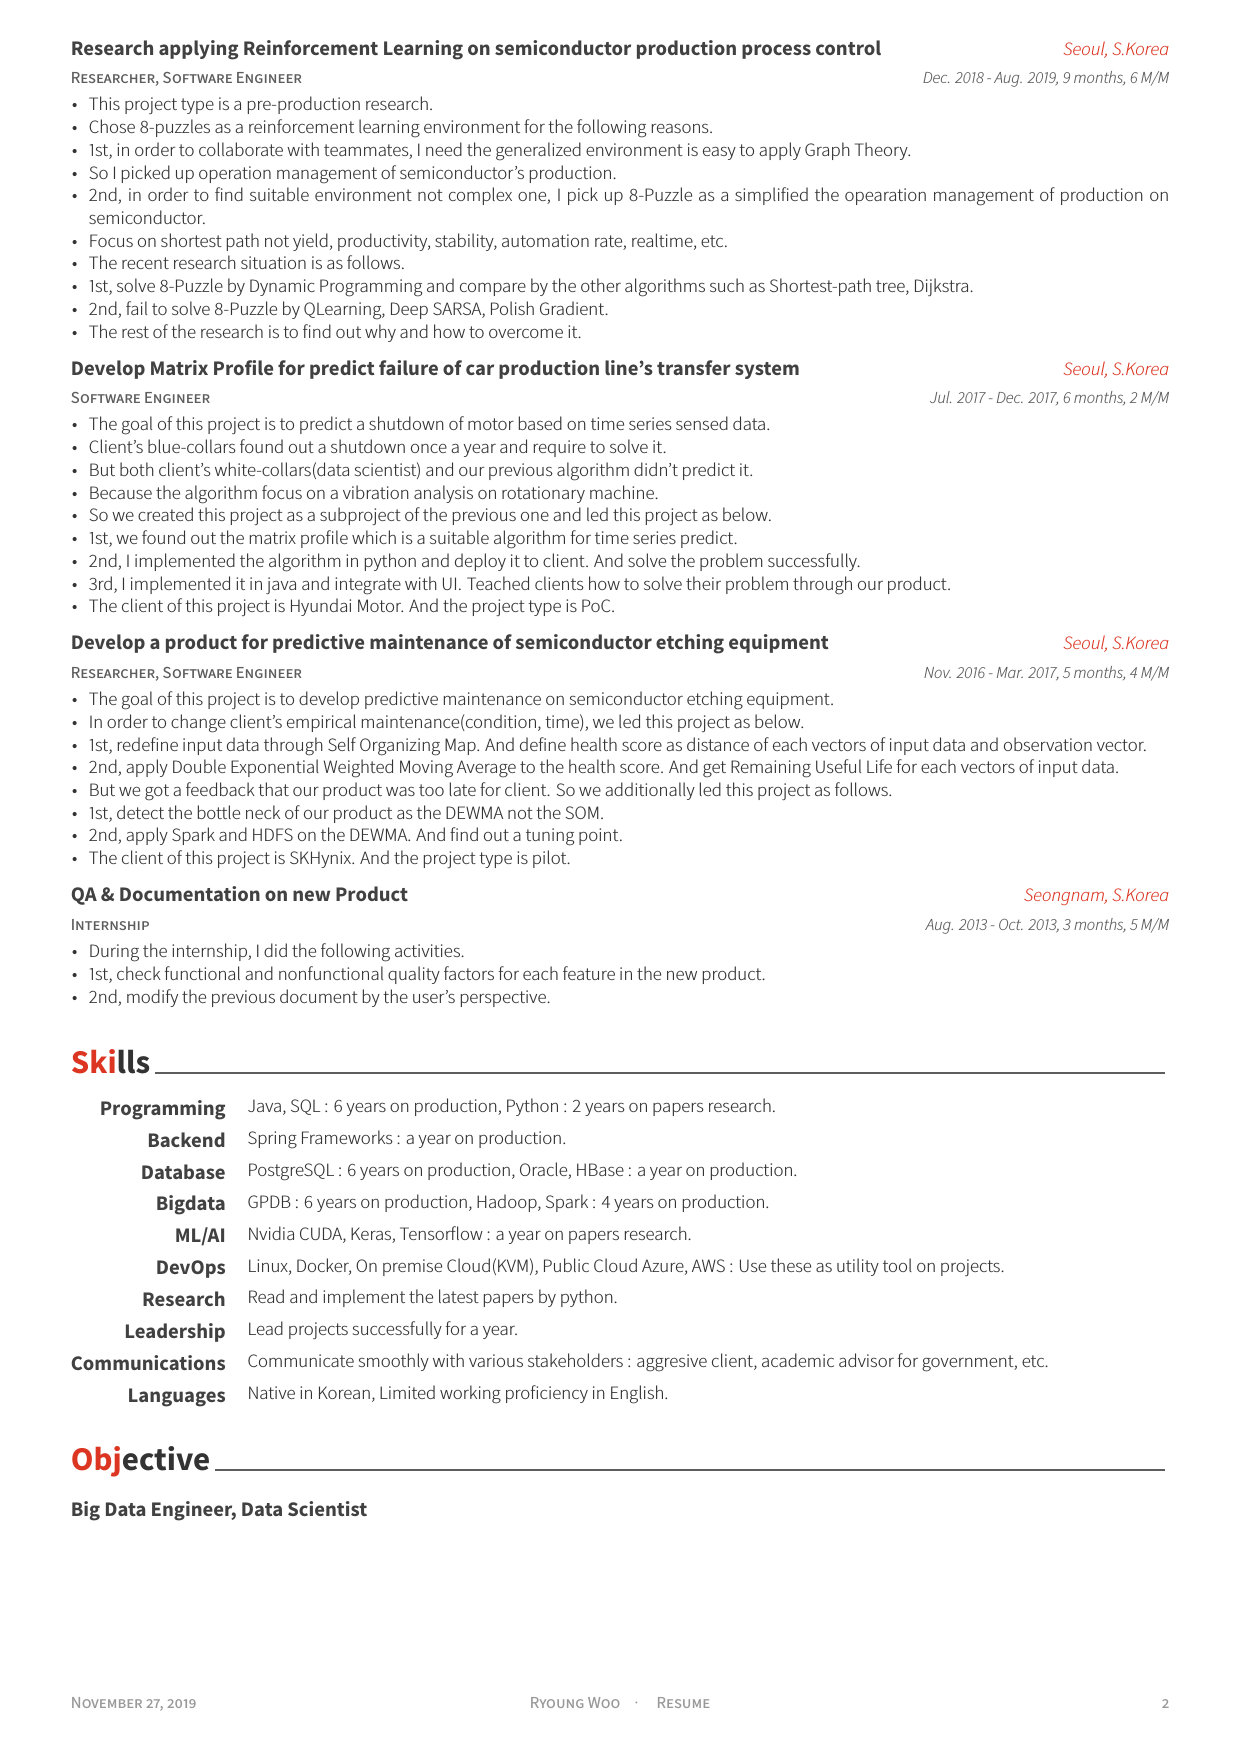 Research applying Reinforcement Learning on semiconductor production process control Seoul, S.Korea
Researcher, Software Engineer Dec. 2018 - Aug. 2019, 9 months, 6 M/M
• This project type is a pre-production research.
• Chose 8-puzzles as a reinforcement learning environment for the following reasons.
• 1st, in order to collaborate with teammates, I need the generalized environment is easy to apply Graph Theory.
• So I picked up operation management of semiconductor’s production.
• 2nd, in order to find suitable environment not complex one, I pick up 8-Puzzle as a simplified the opearation management of production on
semiconductor.
• Focus on shortest path not yield, productivity, stability, automation rate, realtime, etc.
• The recent research situation is as follows.
• 1st, solve 8-Puzzle by Dynamic Programming and compare by the other algorithms such as Shortest-path tree, Dijkstra.
• 2nd, fail to solve 8-Puzzle by QLearning, Deep SARSA, Polish Gradient.
• The rest of the research is to find out why and how to overcome it.
Develop Matrix Profile for predict failure of car production line’s transfer system Seoul, S.Korea
Software Engineer Jul. 2017 - Dec. 2017, 6 months, 2 M/M
• The goal of this project is to predict a shutdown of motor based on time series sensed data.
• Client’s blue-collars found out a shutdown once a year and require to solve it.
• But both client’s white-collars(data scientist) and our previous algorithm didn’t predict it.
• Because the algorithm focus on a vibration analysis on rotationary machine.
• So we created this project as a subproject of the previous one and led this project as below.
• 1st, we found out the matrix profile which is a suitable algorithm for time series predict.
• 2nd, I implemented the algorithm in python and deploy it to client. And solve the problem successfully.
• 3rd, I implemented it in java and integrate with UI. Teached clients how to solve their problem through our product.
• The client of this project is Hyundai Motor. And the project type is PoC.
Develop a product for predictive maintenance of semiconductor etching equipment Seoul, S.Korea
Researcher, Software Engineer Nov. 2016 - Mar. 2017, 5 months, 4 M/M
• The goal of this project is to develop predictive maintenance on semiconductor etching equipment.
• In order to change client’s empirical maintenance(condition, time), we led this project as below.
• 1st, redefine input data through Self Organizing Map. And define health score as distance of each vectors of input data and observation vector.
• 2nd, apply Double Exponential Weighted Moving Average to the health score. And get Remaining Useful Life for each vectors of input data.
• But we got a feedback that our product was too late for client. So we additionally led this project as follows.
• 1st, detect the bottle neck of our product as the DEWMA not the SOM.
• 2nd, apply Spark and HDFS on the DEWMA. And find out a tuning point.
• The client of this project is SKHynix. And the project type is pilot.
QA & Documentation on new Product Seongnam, S.Korea
Internship Aug. 2013 - Oct. 2013, 3 months, 5 M/M
• During the internship, I did the following activities.
• 1st, check functional and nonfunctional quality factors for each feature in the new product.
• 2nd, modify the previous document by the user’s perspective.
Skills
Programming Java, SQL : 6 years on production, Python : 2 years on papers research.
Backend Spring Frameworks : a year on production.
Database PostgreSQL : 6 years on production, Oracle, HBase : a year on production.
Bigdata GPDB : 6 years on production, Hadoop, Spark : 4 years on production.
ML/AI Nvidia CUDA, Keras, Tensorflow : a year on papers research.
DevOps Linux, Docker, On premise Cloud(KVM), Public Cloud Azure, AWS : Use these as utility tool on projects.
Research Read and implement the latest papers by python.
Leadership Lead projects successfully for a year.
Communications Communicate smoothly with various stakeholders : aggresive client, academic advisor for government, etc.
Languages Native in Korean, Limited working proficiency in English.
Objective
Big Data Engineer, Data Scientist
November 27, 2019 Ryoung Woo · Resume 2